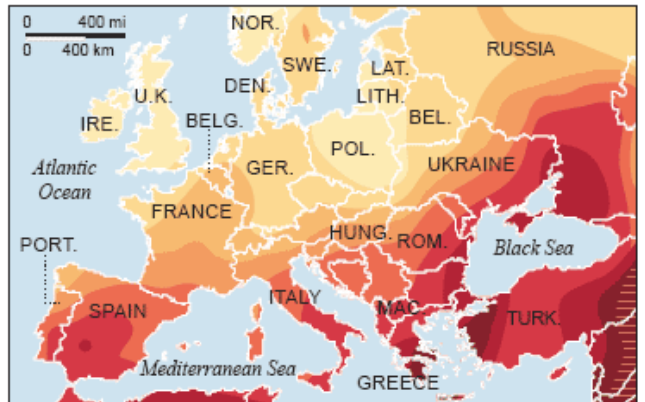 0 400 mi
0 400 km
NOR.
SWE.
RUSSIA
DEN.
LAT.
LITH.
U.K.
IRE.
BELG.
BEL.
POL.
GER.
UKRAINE
Atlantic
Ocean
FRANCE
HUNG.
ROM.
PORT.
Black Sea
ITALY
SPAIN
MAC.
TURK.
Mediterranean Sea
GREECE